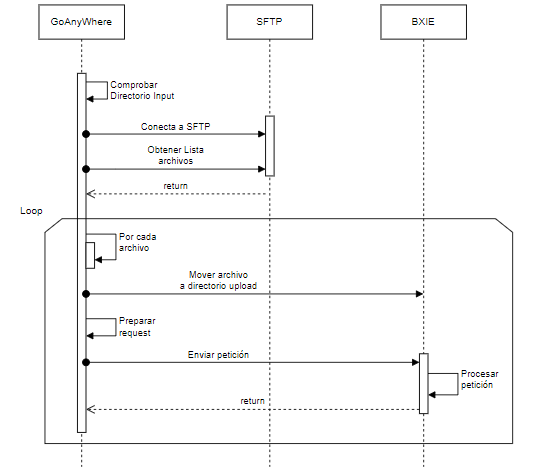 GoAnyWhere
SFTP
BXIE
Comprobar
Directorio Input
Conecta a SFTP
Obtener Lista
archivos
return
Loop
Por cada
archivo
Mover archivo
a directorio upload
Preparar
request
Enviar petición
Procesar
petición
return